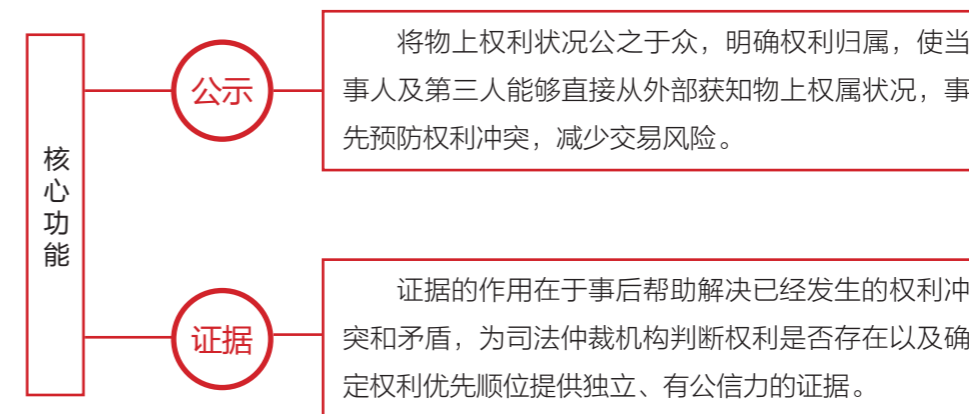 核心功能
公示
将物上权利状况公之于众，明确权利归属，使当
事人及第三人能够直接从外部获知物上权属状况，事
先预防权利冲突，减少交易风险。
证据
证据的作用在于事后帮助解决已经发生的权利冲
突和矛盾，为司法仲裁机构判断权利是否存在以及确
定权利优先顺位提供独立、有公信力的证据。